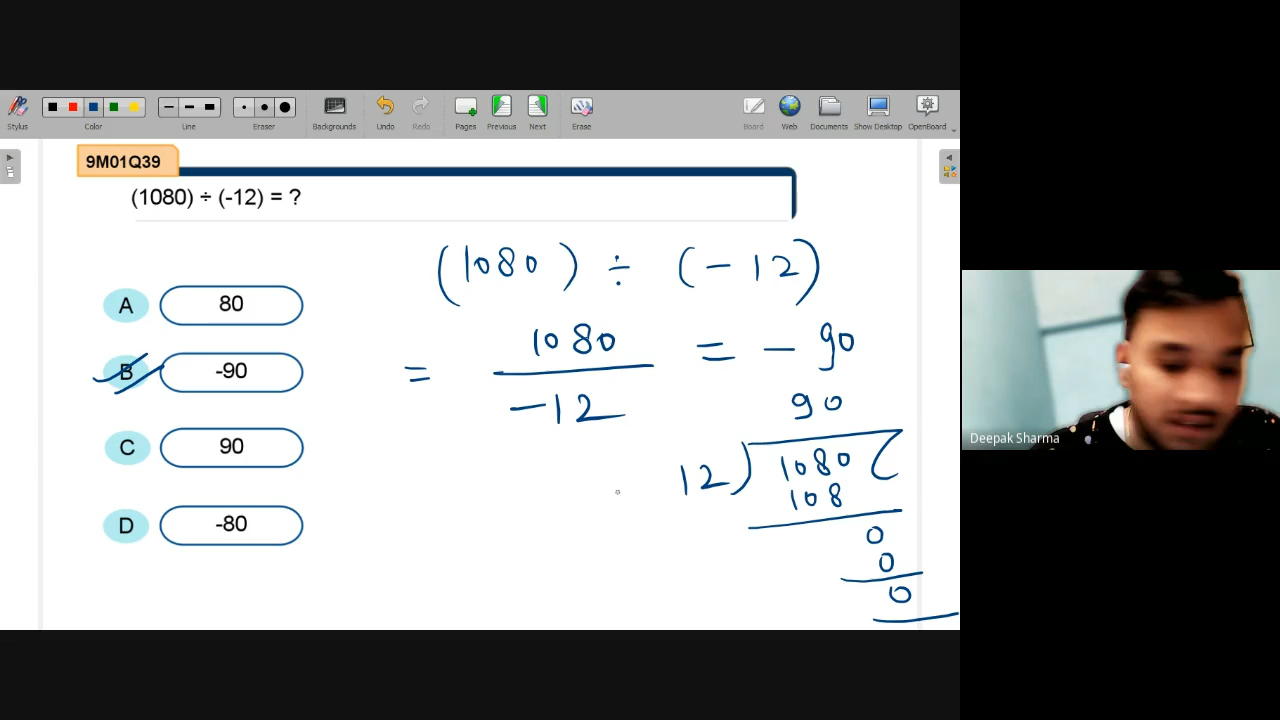 Stylus
Color
Line
Eraser
Backgrounds
Undo
Redo
Pages
Previous
Next
Erase
Board
Web
Documents
Show Desktop
OpenBoard
9M01Q39
(1080) ÷ (-12) = ?
A 80
B -90
C 90
D -80
(1080) ÷ (-12)
= 1080
-12
= - 90
90
12) 1080 (
108
0
0
0
Deepak Sharma